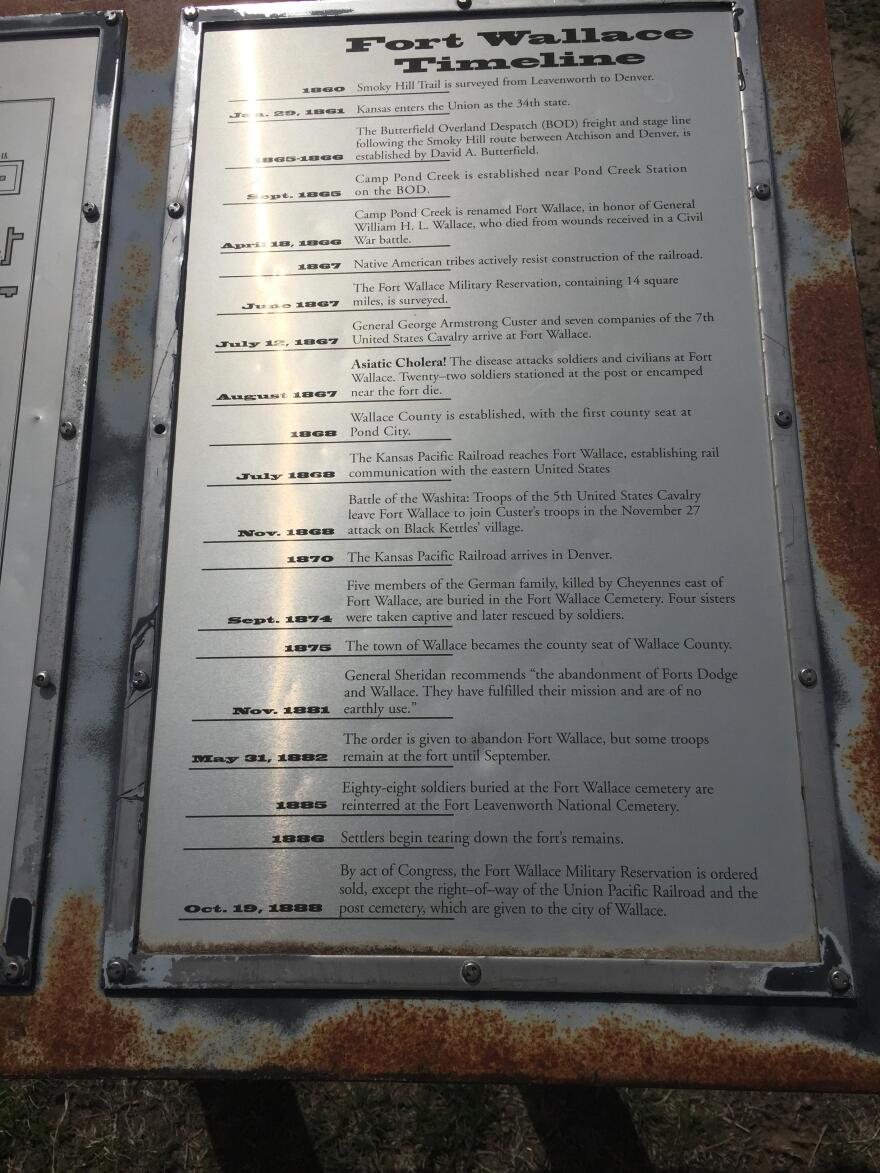 Fort Wallace
Timeline
1860 Smoky Hill Trail is surveyed from Leavenworth to Denver.
Jan. 29, 1861 Kansas enters the Union as the 34th state.
The Butterfield Overland Despatch (BOD) freight and stage line
following the Smoky Hill route between Atchison and Denver, is
1865-1866 established by David A. Butterfield.
Camp Pond Creek is established near Pond Creek Station
Sept. 1865 on the BOD.
Camp Pond Creek is renamed Fort Wallace, in honor of General
William H. L. Wallace, who died from wounds received in a Civil
April 18, 1866 War battle.
1867 Native American tribes actively resist construction of the railroad.
The Fort Wallace Military Reservation, containing 14 square
June 1867 miles, is surveyed.
General George Armstrong Custer and seven companies of the 7th
July 12, 1867 United States Cavalry arrive at Fort Wallace.
Asiatic Cholera! The disease attacks soldiers and civilians at Fort
Wallace. Twenty–two soldiers stationed at the post or encamped
August 1867 near the fort die.
Wallace County is established, with the first county seat at
1868 Pond City.
The Kansas Pacific Railroad reaches Fort Wallace, establishing rail
July 1868 communication with the eastern United States
Battle of the Washita: Troops of the 5th United States Cavalry
leave Fort Wallace to join Custer's troops in the November 27
Nov. 1868 attack on Black Kettles' village.
1870 The Kansas Pacific Railroad arrives in Denver.
Five members of the German family, killed by Cheyennes east of
Fort Wallace, are buried in the Fort Wallace Cemetery. Four sisters
Sept. 1874 were taken captive and later rescued by soldiers.
1875 The town of Wallace becames the county seat of Wallace County.
General Sheridan recommends “the abandonment of Forts Dodge
and Wallace. They have fulfilled their mission and are of no
Nov. 1881 earthly use.”
The order is given to abandon Fort Wallace, but some troops
May 31, 1882 remain at the fort until September.
Eighty-eight soldiers buried at the Fort Wallace cemetery are
1885 reinterred at the Fort Leavenworth National Cemetery.
1886 Settlers begin tearing down the fort's remains.
By act of Congress, the Fort Wallace Military Reservation is ordered
sold, except the right–of–way of the Union Pacific Railroad and the
Oct. 19, 1888 post cemetery, which are given to the city of Wallace.